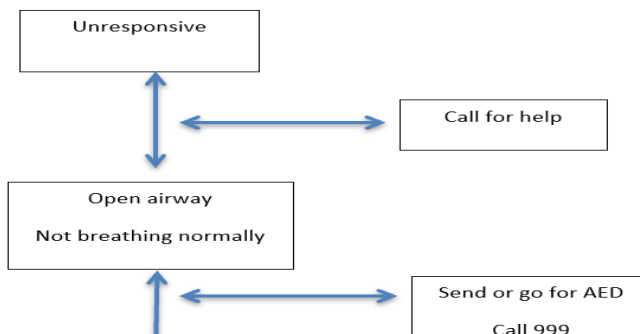 Unresponsive
Call for help
Open airway
Not breathing normally
Send or go for AED
Call 999